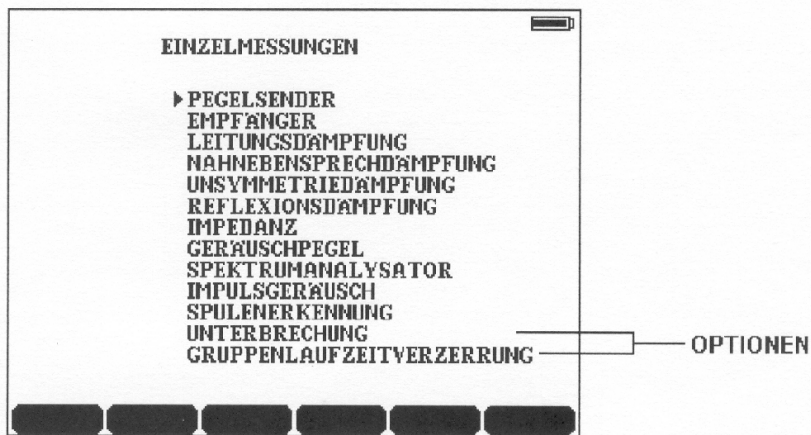 EINZELMESSUNGEN
PEGELSENDER
EMPFÄNGER
LEITUNGSDÄMPFUNG
NAHNEBENSPRECHDÄMPFUNG
UNSYMMETRIEDÄMPFUNG
REFLEXIONSDÄMPFUNG
IMPEDANZ
GERÄUSCHPEGEL
SPEKTRUMANALYSATOR
IMPULSGERÄUSCH
SPULENERKENNUNG
UNTERBRECHUNG
GRUPPENLAUFZEITVERZERRUNG
OPTIONEN